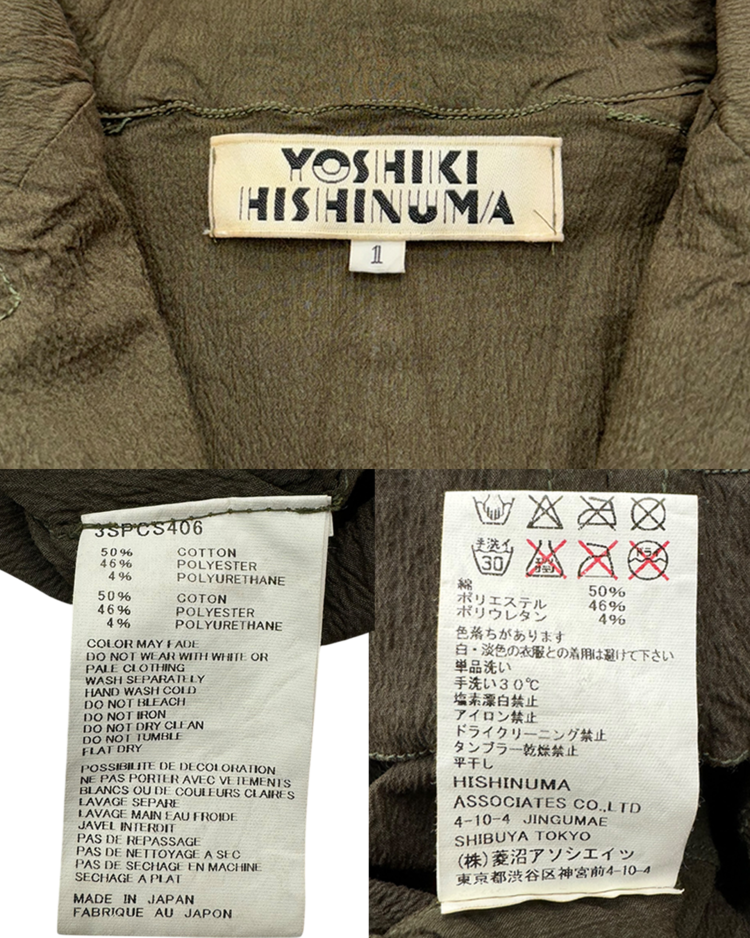 YOSHIKI
HISHINUMA
1
3SPCS406
50% COTTON
46% POLYESTER
4% POLYURETHANE
50% COTON
46% POLYESTER
4% POLYURETHANE
COLOR MAY FADE
DO NOT WEAR WITH WHITE OR
PALE CLOTHING
WASH SEPARATELY
HAND WASH COLD
DO NOT BLEACH
DO NOT IRON
DO NOT DRY CLEAN
DO NOT TUMBLE
FLAT DRY
POSSIBILITE DE DECOLORATION
NE PAS PORTER AVEC VETEMENTS
BLANCS OU DE COULEURS CLAIRES
LAVAGE SEPARE
LAVAGE MAIN EAU FROIDE
JAVEL INTERDIT
PAS DE REPASSAGE
PAS DE NETTOYAGE A SEC
PAS DE SECHAGE EN MACHINE
SECHAGE A PLAT
MADE IN JAPAN
FABRIQUE AU JAPON
手洗イ
30
エンソ
サラシ
ドライ
綿 50%
ポリエステル 46%
ポリウレタン 4%
色落ちがあります
白・淡色の衣服との着用は避けて下さい
単品洗い
手洗い30℃
塩素漂白禁止
アイロン禁止
ドライクリーニング禁止
タンブラー乾燥禁止
平干し
HISHINUMA
ASSOCIATES CO.,LTD
4-10-4 JINGUMAE
SHIBUYA TOKYO
(株)菱沼アソシエイツ
東京都渋谷区神宮前4-10-4